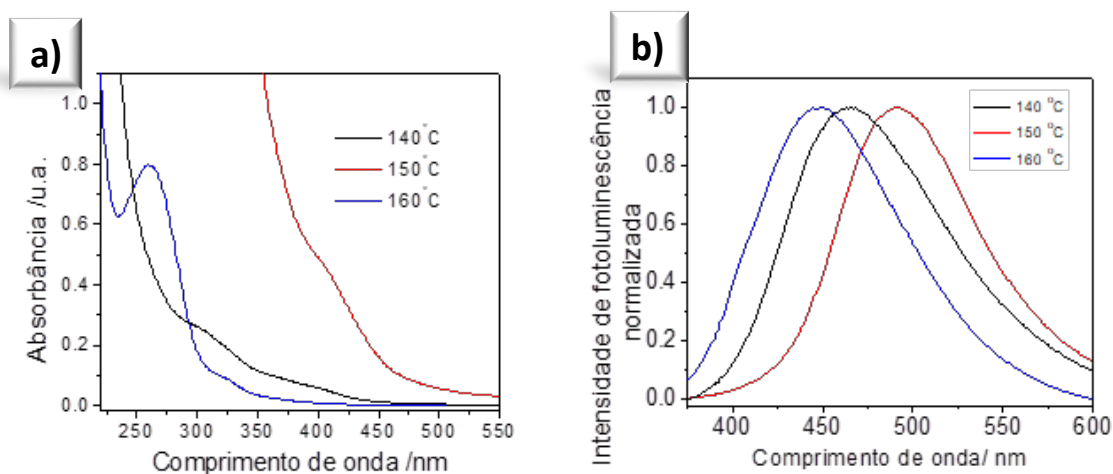 a)
Absorbância /u.a.
1.0
0.8
0.6
0.4
0.2
0.0
140°C
150°C
160°C
250 300 350 400 450 500 550
Comprimento de onda /nm
b)
Intensidade de fotoluminescência
normalizada
1.0
0.8
0.6
0.4
0.2
0.0
140 °C
150 °C
160 °C
400 450 500 550 600
Comprimento de onda/ nm